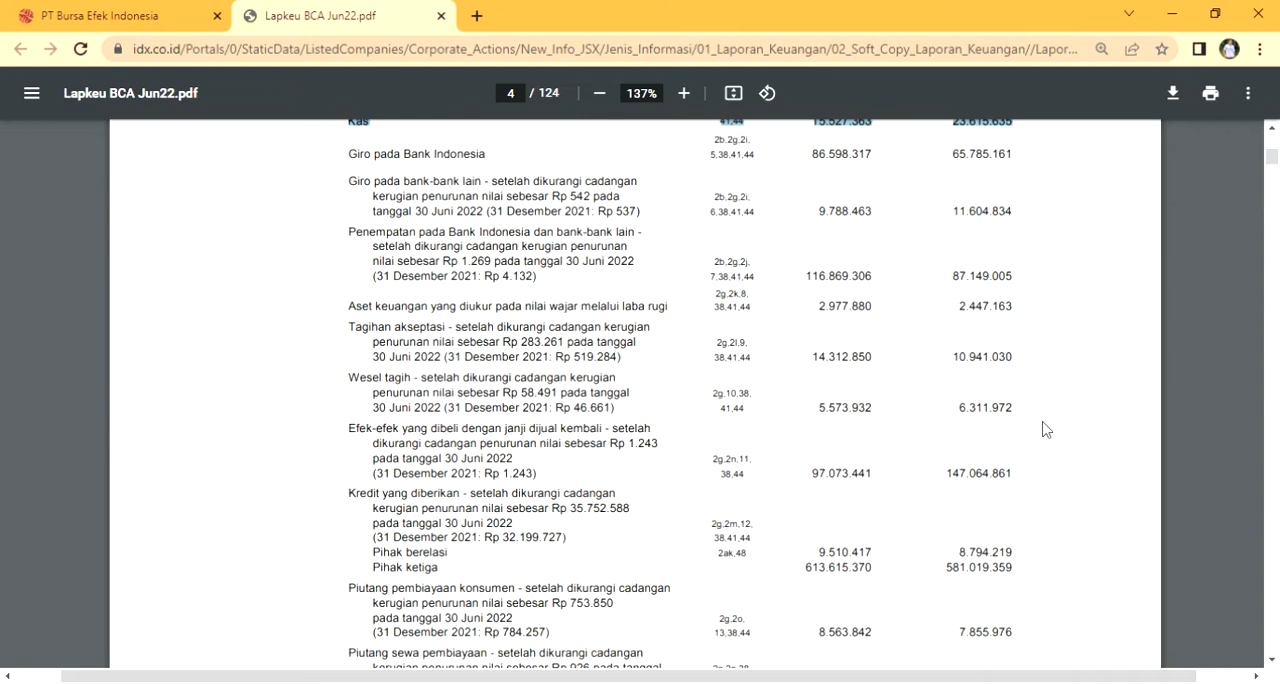 PT Bursa Efek Indonesia
Lapkeu BCA Jun22.pdf
idx.co.id/Portals/0/StaticData/ListedCompanies/Corporate_Actions/New_Info_JSX/Jenis_Informasi/01_Laporan_Keuangan/02_Soft_Copy_Laporan_Keuangan//Lapor...
Lapkeu BCA Jun22.pdf 4 / 124 137%
Kas 41,44 15.527.363 23.615.635
2b,2g,2i,
Giro pada Bank Indonesia 5,38,41,44 86.598.317 65.785.161
Giro pada bank-bank lain - setelah dikurangi cadangan
kerugian penurunan nilai sebesar Rp 542 pada 2b,2g,2i,
tanggal 30 Juni 2022 (31 Desember 2021: Rp 537) 6,38,41,44 9.788.463 11.604.834
Penempatan pada Bank Indonesia dan bank-bank lain -
setelah dikurangi cadangan kerugian penurunan
nilai sebesar Rp 1.269 pada tanggal 30 Juni 2022 2b,2g,2j,
(31 Desember 2021: Rp 4.132) 7,38,41,44 116.869.306 87.149.005
2g,2k,8,
Aset keuangan yang diukur pada nilai wajar melalui laba rugi 38,41,44 2.977.880 2.447.163
Tagihan akseptasi - setelah dikurangi cadangan kerugian
penurunan nilai sebesar Rp 283.261 pada tanggal 2g,2l,9,
30 Juni 2022 (31 Desember 2021: Rp 519.284) 38,41,44 14.312.850 10.941.030
Wesel tagih - setelah dikurangi cadangan kerugian
penurunan nilai sebesar Rp 58.491 pada tanggal 2g,10,38,
30 Juni 2022 (31 Desember 2021: Rp 46.661) 41,44 5.573.932 6.311.972
Efek-efek yang dibeli dengan janji dijual kembali - setelah
dikurangi cadangan penurunan nilai sebesar Rp 1.243
pada tanggal 30 Juni 2022 2g,2n,11,
(31 Desember 2021: Rp 1.243) 38,44 97.073.441 147.064.861
Kredit yang diberikan - setelah dikurangi cadangan
kerugian penurunan nilai sebesar Rp 35.752.588
pada tanggal 30 Juni 2022 2g,2m,12,
(31 Desember 2021: Rp 32.199.727) 38,41,44
Pihak berelasi 2ak,48 9.510.417 8.794.219
Pihak ketiga 613.615.370 581.019.359
Piutang pembiayaan konsumen - setelah dikurangi cadangan
kerugian penurunan nilai sebesar Rp 753.850
pada tanggal 30 Juni 2022 2g,2o,
(31 Desember 2021: Rp 784.257) 13,38,44 8.563.842 7.855.976
Piutang sewa pembiayaan - setelah dikurangi cadangan
kerugian penurunan nilai sebesar Rp 926 pada tanggal